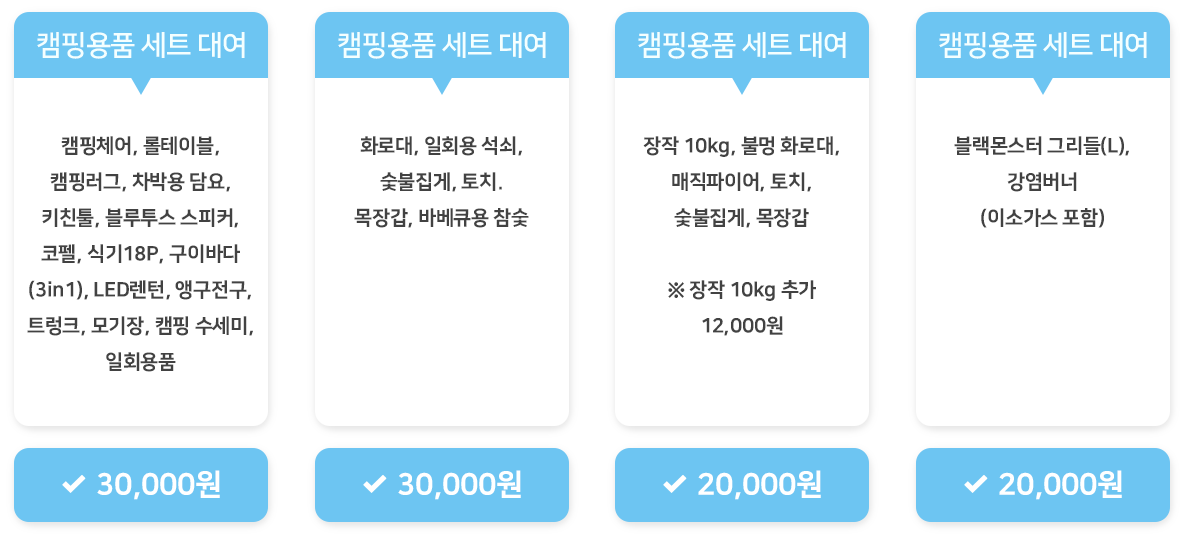 캠핑용품 세트 대여
캠핑체어, 롤테이블,
캠핑러그, 차박용 담요,
키친툴, 블루투스 스피커,
코펠, 식기18P, 구이바다
(3in1), LED렌턴, 앵구전구,
트렁크, 모기장, 캠핑 수세미,
일회용품
30,000원
캠핑용품 세트 대여
화로대, 일회용 석쇠,
숯불집게, 토치.
목장갑, 바베큐용 참숯
30,000원
캠핑용품 세트 대여
장작 10kg, 불멍 화로대,
매직파이어, 토치,
숯불집게, 목장갑
※ 장작 10kg 추가
12,000원
20,000원
캠핑용품 세트 대여
블랙몬스터 그리들(L),
강염버너
(이소가스 포함)
20,000원